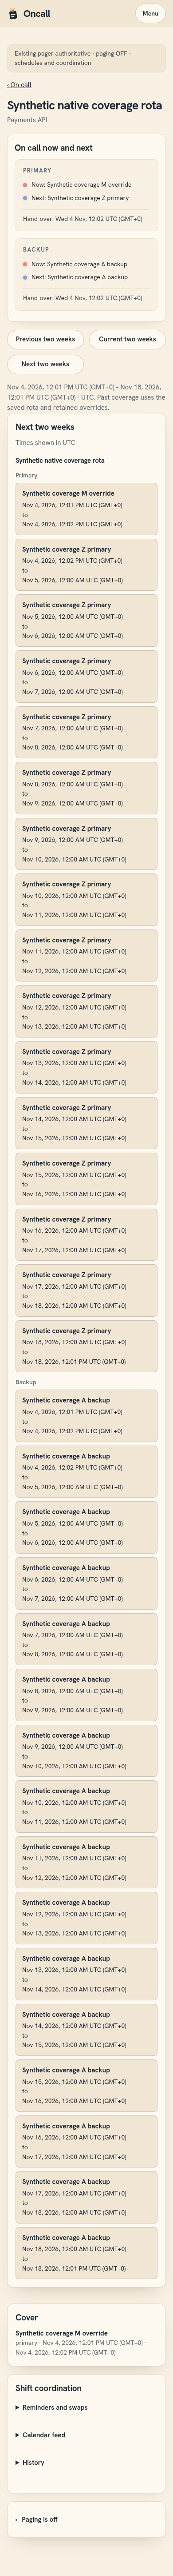 Oncall
Menu
Existing pager authoritative · paging OFF ·
schedules and coordination
‹ On call
Synthetic native coverage rota
Payments API
On call now and next
PRIMARY
Now: Synthetic coverage M override
Next: Synthetic coverage Z primary
Hand-over: Wed 4 Nov, 12:02 UTC (GMT+0)
BACKUP
Now: Synthetic coverage A backup
Next: Synthetic coverage A backup
Hand-over: Wed 4 Nov, 12:02 UTC (GMT+0)
Previous two weeks
Current two weeks
Next two weeks
Nov 4, 2026, 12:01 PM UTC (GMT+0) – Nov 18, 2026,
12:01 PM UTC (GMT+0) · UTC. Past coverage uses the
saved rota and retained overrides.
Next two weeks
Times shown in UTC
Synthetic native coverage rota
Primary
Synthetic coverage M override
Nov 4, 2026, 12:01 PM UTC (GMT+0)
to
Nov 4, 2026, 12:02 PM UTC (GMT+0)
Synthetic coverage Z primary
Nov 4, 2026, 12:02 PM UTC (GMT+0)
to
Nov 5, 2026, 12:00 AM UTC (GMT+0)
Synthetic coverage Z primary
Nov 5, 2026, 12:00 AM UTC (GMT+0)
to
Nov 6, 2026, 12:00 AM UTC (GMT+0)
Synthetic coverage Z primary
Nov 6, 2026, 12:00 AM UTC (GMT+0)
to
Nov 7, 2026, 12:00 AM UTC (GMT+0)
Synthetic coverage Z primary
Nov 7, 2026, 12:00 AM UTC (GMT+0)
to
Nov 8, 2026, 12:00 AM UTC (GMT+0)
Synthetic coverage Z primary
Nov 8, 2026, 12:00 AM UTC (GMT+0)
to
Nov 9, 2026, 12:00 AM UTC (GMT+0)
Synthetic coverage Z primary
Nov 9, 2026, 12:00 AM UTC (GMT+0)
to
Nov 10, 2026, 12:00 AM UTC (GMT+0)
Synthetic coverage Z primary
Nov 10, 2026, 12:00 AM UTC (GMT+0)
to
Nov 11, 2026, 12:00 AM UTC (GMT+0)
Synthetic coverage Z primary
Nov 11, 2026, 12:00 AM UTC (GMT+0)
to
Nov 12, 2026, 12:00 AM UTC (GMT+0)
Synthetic coverage Z primary
Nov 12, 2026, 12:00 AM UTC (GMT+0)
to
Nov 13, 2026, 12:00 AM UTC (GMT+0)
Synthetic coverage Z primary
Nov 13, 2026, 12:00 AM UTC (GMT+0)
to
Nov 14, 2026, 12:00 AM UTC (GMT+0)
Synthetic coverage Z primary
Nov 14, 2026, 12:00 AM UTC (GMT+0)
to
Nov 15, 2026, 12:00 AM UTC (GMT+0)
Synthetic coverage Z primary
Nov 15, 2026, 12:00 AM UTC (GMT+0)
to
Nov 16, 2026, 12:00 AM UTC (GMT+0)
Synthetic coverage Z primary
Nov 16, 2026, 12:00 AM UTC (GMT+0)
to
Nov 17, 2026, 12:00 AM UTC (GMT+0)
Synthetic coverage Z primary
Nov 17, 2026, 12:00 AM UTC (GMT+0)
to
Nov 18, 2026, 12:00 AM UTC (GMT+0)
Synthetic coverage Z primary
Nov 18, 2026, 12:00 AM UTC (GMT+0)
to
Nov 18, 2026, 12:01 PM UTC (GMT+0)
Backup
Synthetic coverage A backup
Nov 4, 2026, 12:01 PM UTC (GMT+0)
to
Nov 4, 2026, 12:02 PM UTC (GMT+0)
Synthetic coverage A backup
Nov 4, 2026, 12:02 PM UTC (GMT+0)
to
Nov 5, 2026, 12:00 AM UTC (GMT+0)
Synthetic coverage A backup
Nov 5, 2026, 12:00 AM UTC (GMT+0)
to
Nov 6, 2026, 12:00 AM UTC (GMT+0)
Synthetic coverage A backup
Nov 6, 2026, 12:00 AM UTC (GMT+0)
to
Nov 7, 2026, 12:00 AM UTC (GMT+0)
Synthetic coverage A backup
Nov 7, 2026, 12:00 AM UTC (GMT+0)
to
Nov 8, 2026, 12:00 AM UTC (GMT+0)
Synthetic coverage A backup
Nov 8, 2026, 12:00 AM UTC (GMT+0)
to
Nov 9, 2026, 12:00 AM UTC (GMT+0)
Synthetic coverage A backup
Nov 9, 2026, 12:00 AM UTC (GMT+0)
to
Nov 10, 2026, 12:00 AM UTC (GMT+0)
Synthetic coverage A backup
Nov 10, 2026, 12:00 AM UTC (GMT+0)
to
Nov 11, 2026, 12:00 AM UTC (GMT+0)
Synthetic coverage A backup
Nov 11, 2026, 12:00 AM UTC (GMT+0)
to
Nov 12, 2026, 12:00 AM UTC (GMT+0)
Synthetic coverage A backup
Nov 12, 2026, 12:00 AM UTC (GMT+0)
to
Nov 13, 2026, 12:00 AM UTC (GMT+0)
Synthetic coverage A backup
Nov 13, 2026, 12:00 AM UTC (GMT+0)
to
Nov 14, 2026, 12:00 AM UTC (GMT+0)
Synthetic coverage A backup
Nov 14, 2026, 12:00 AM UTC (GMT+0)
to
Nov 15, 2026, 12:00 AM UTC (GMT+0)
Synthetic coverage A backup
Nov 15, 2026, 12:00 AM UTC (GMT+0)
to
Nov 16, 2026, 12:00 AM UTC (GMT+0)
Synthetic coverage A backup
Nov 16, 2026, 12:00 AM UTC (GMT+0)
to
Nov 17, 2026, 12:00 AM UTC (GMT+0)
Synthetic coverage A backup
Nov 17, 2026, 12:00 AM UTC (GMT+0)
to
Nov 18, 2026, 12:00 AM UTC (GMT+0)
Synthetic coverage A backup
Nov 18, 2026, 12:00 AM UTC (GMT+0)
to
Nov 18, 2026, 12:01 PM UTC (GMT+0)
Cover
Synthetic coverage M override
primary · Nov 4, 2026, 12:01 PM UTC (GMT+0) –
Nov 4, 2026, 12:02 PM UTC (GMT+0)
Shift coordination
Reminders and swaps
Calendar feed
History
› Paging is off